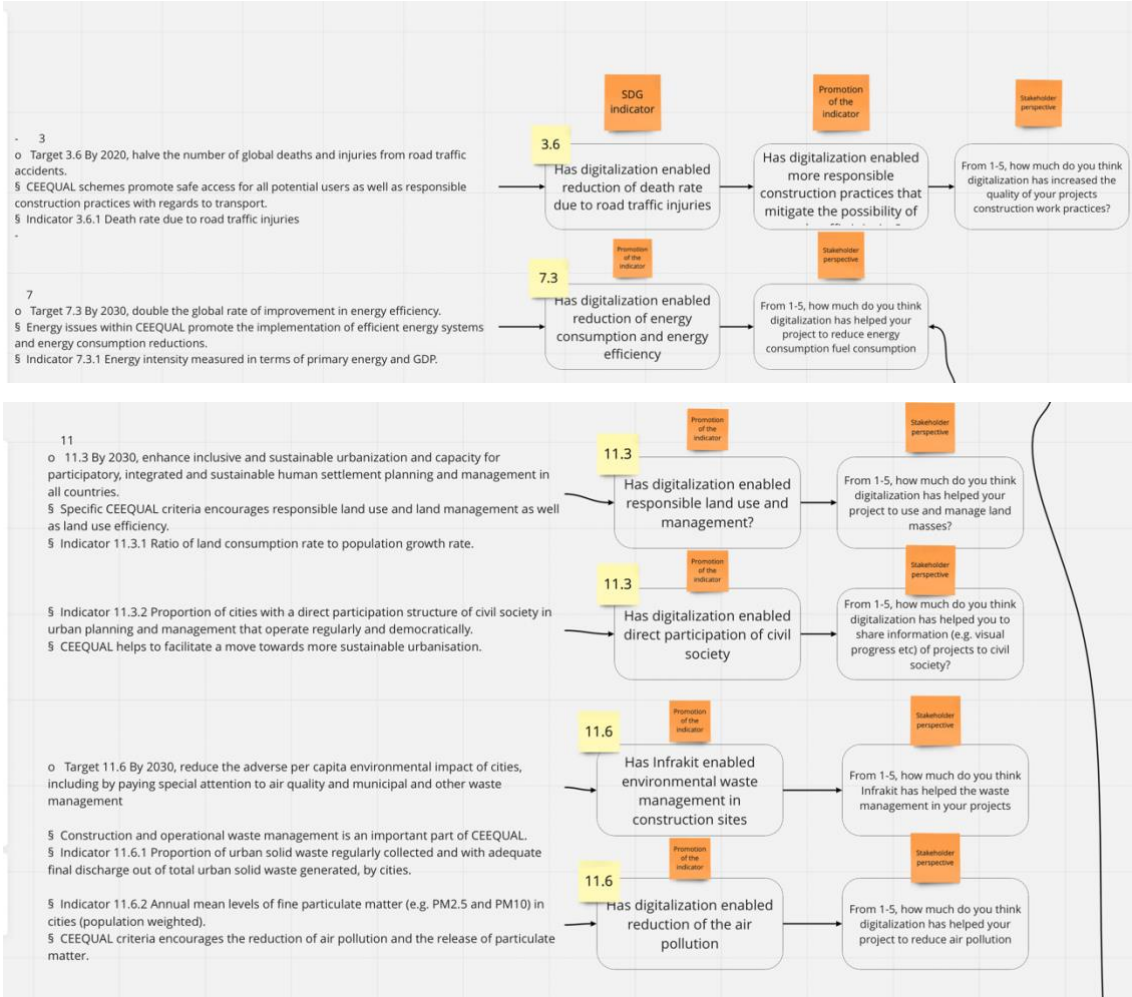 SDG
indicator
Promotion
of the
indicator
Stakeholder
perspective
- 3
o Target 3.6 By 2020, halve the number of global deaths and injuries from road traffic
accidents.
§ CEEQUAL schemes promote safe access for all potential users as well as responsible
construction practices with regards to transport.
§ Indicator 3.6.1 Death rate due to road traffic injuries
-
3.6
Has digitalization enabled
reduction of death rate
due to road traffic injuries
Has digitalization enabled
more responsible
construction practices that
mitigate the possibility of
From 1-5, how much do you think
digitalization has increased the
quality of your projects
construction work practices?
Promotion
of the
indicator
Stakeholder
perspective
7
o Target 7.3 By 2030, double the global rate of improvement in energy efficiency.
§ Energy issues within CEEQUAL promote the implementation of efficient energy systems
and energy consumption reductions.
§ Indicator 7.3.1 Energy intensity measured in terms of primary energy and GDP.
7.3
Has digitalization enabled
reduction of energy
consumption and energy
efficiency
From 1-5, how much do you think
digitalization has helped your
project to reduce energy
consumption fuel consumption
Promotion
of the
indicator
Stakeholder
perspective
11
o 11.3 By 2030, enhance inclusive and sustainable urbanization and capacity for
participatory, integrated and sustainable human settlement planning and management in
all countries.
§ Specific CEEQUAL criteria encourages responsible land use and land management as well
as land use efficiency.
§ Indicator 11.3.1 Ratio of land consumption rate to population growth rate.
11.3
Has digitalization enabled
responsible land use and
management?
From 1-5, how much do you think
digitalization has helped your
project to use and manage land
masses?
Promotion
of the
indicator
Stakeholder
perspective
§ Indicator 11.3.2 Proportion of cities with a direct participation structure of civil society in
urban planning and management that operate regularly and democratically.
§ CEEQUAL helps to facilitate a move towards more sustainable urbanisation.
11.3
Has digitalization enabled
direct participation of civil
society
From 1-5, how much do you think
digitalization has helped you to
share information (e.g. visual
progress etc) of projects to civil
society?
Promotion
of the
indicator
Stakeholder
perspective
o Target 11.6 By 2030, reduce the adverse per capita environmental impact of cities,
including by paying special attention to air quality and municipal and other waste
management
§ Construction and operational waste management is an important part of CEEQUAL.
§ Indicator 11.6.1 Proportion of urban solid waste regularly collected and with adequate
final discharge out of total urban solid waste generated, by cities.
11.6
Has Infrakit enabled
environmental waste
management in
construction sites
From 1-5, how much do you think
Infrakit has helped the waste
management in your projects
Promotion
of the
indicator
Stakeholder
perspective
§ Indicator 11.6.2 Annual mean levels of fine particulate matter (e.g. PM2.5 and PM10) in
cities (population weighted).
§ CEEQUAL criteria encourages the reduction of air pollution and the release of particulate
matter.
11.6
Has digitalization enabled
reduction of the air
pollution
From 1-5, how much do you think
digitalization has helped your
project to reduce air pollution